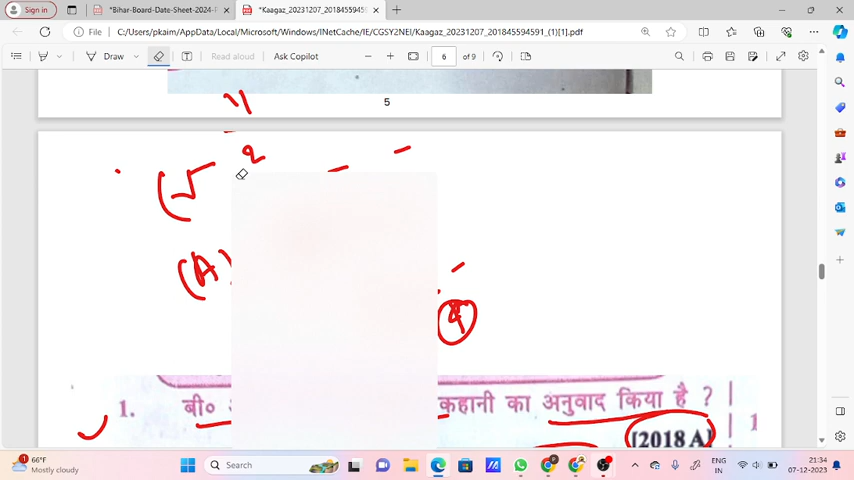 Sign in
*Bihar-Board-Date-Sheet-2024-F
*Kaagaz_20231207_201845594591
File
C:/Users/pkaim/AppData/Local/Microsoft/Windows/INetCache/IE/CGSY2NEI/Kaagaz_20231207_201845594591_(1)[1].pdf
Draw
Read aloud
Ask Copilot
6
of 9
5
11
2
(√
(A)
1. बी०
कहानी का अनुवाद किया है ?
1
[2018 A]
66°F
Mostly cloudy
Search
ENG
IN
21:34
07-12-2023